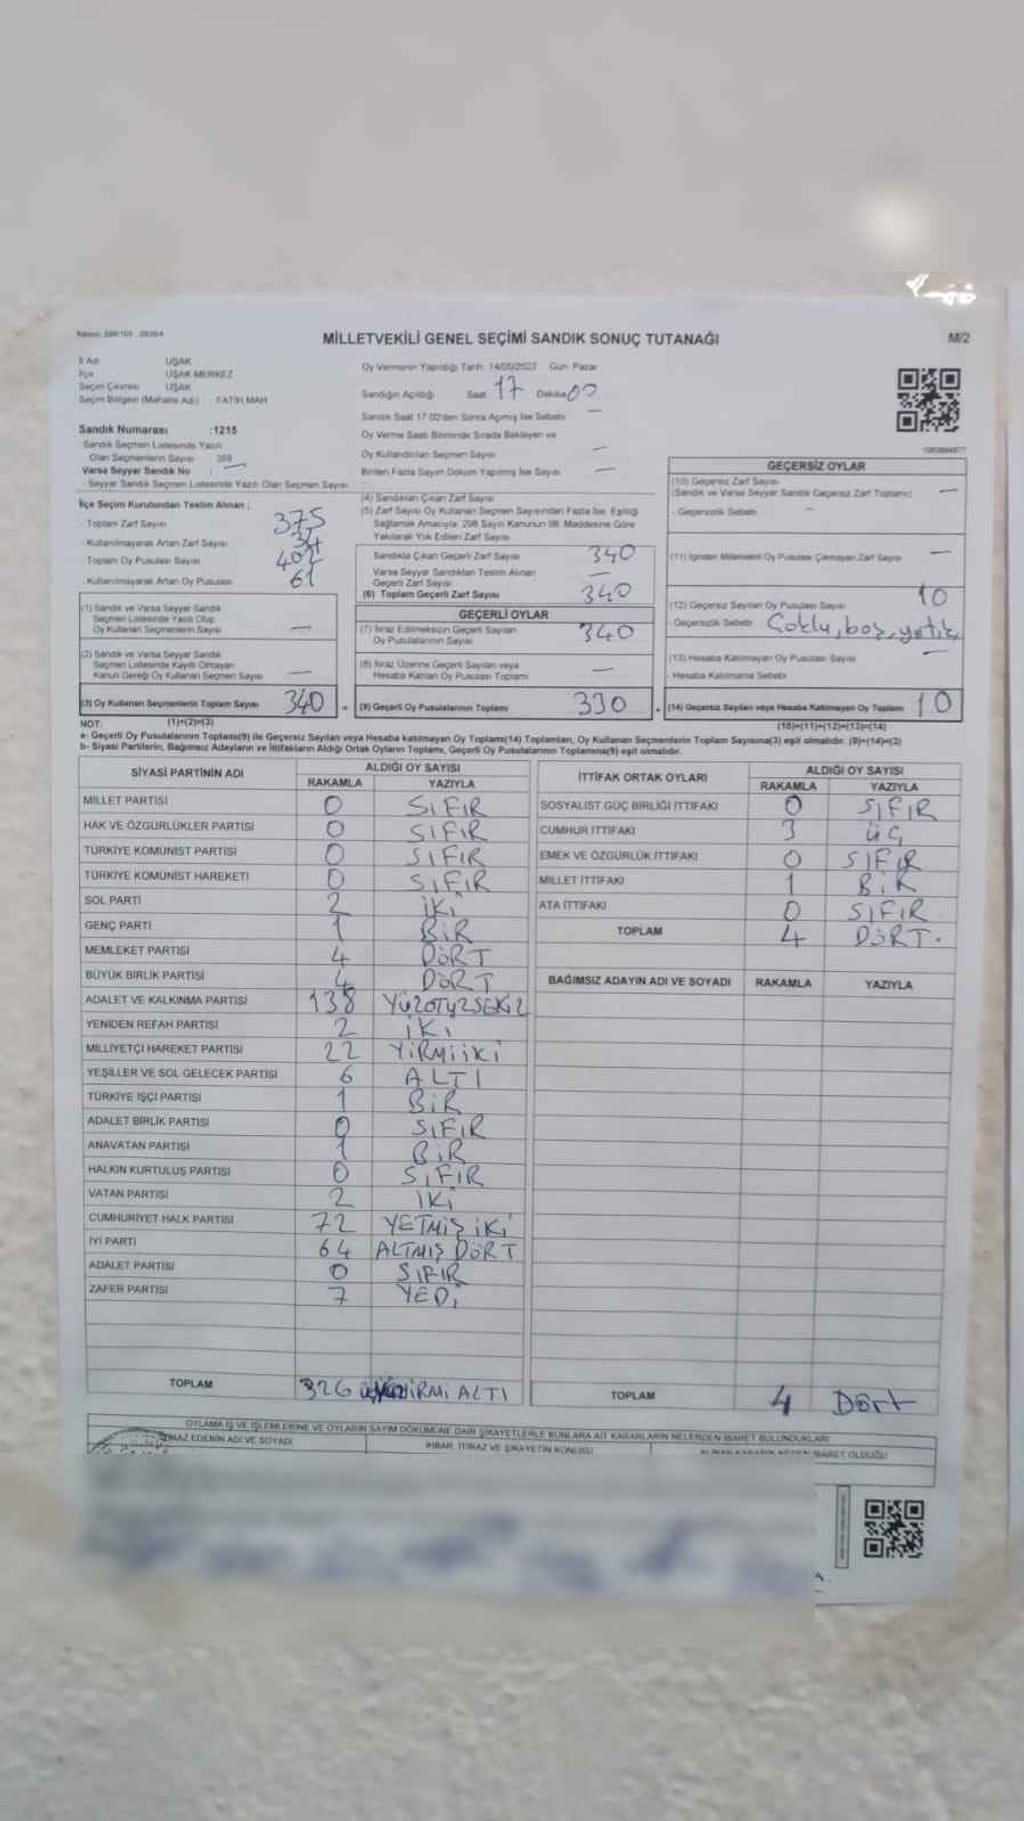 MİLLETVEKİLİ GENEL SEÇİMİ SANDIK SONUÇ TUTANAĞI
M/2
İl Adı: UŞAK
İlçe: UŞAK MERKEZ
Seçim Çevresi: UŞAK
Seçim Bölgesi (Mahalle Adı): FATİH MAH
Sandık Numarası :1215
Sandık Seçmen Listesinde Yazılı
Olan Seçmenlerin Sayısı
Varsa Seyyar Sandık No : —
- Seyyar Sandık Seçmen Listesinde Yazılı Olan Seçmen Sayısı
İlçe Seçim Kurulundan Teslim Alınan :
- Toplam Zarf Sayısı 375
- Kullanılmayarak Artan Zarf Sayısı
- Toplam Oy Pusulası Sayısı 402
- Kullanılmayarak Artan Oy Pusulası 61
(1) Sandık ve Varsa Seyyar Sandık
Seçmen Listesinde Yazılı Olup
Oy Kullanan Seçmenlerin Sayısı —
(2) Sandık ve Varsa Seyyar Sandık
Seçmen Listesinde Kayıtlı Olmayan
Kanun Gereği Oy Kullanan Seçmen Sayısı —
(3) Oy Kullanan Seçmenlerin Toplam Sayısı 340
(1)+(2)=(3)
Oy Vermenin Yapıldığı Tarih: 14/05/2023 Gün: Pazar
Sandığın Açıldığı Saat 17 Dakika 00
Sandık Saat 17.00'den Sonra Açılmış İse Sebebi —
Oy Verme Saati Bitiminde Sırada Bekleyen ve
Oy Kullandırılan Seçmen Sayısı —
Birden Fazla Sayım Döküm Yapılmış İse Sayısı —
(4) Sandıktan Çıkan Zarf Sayısı
(5) Zarf Sayısı Oy Kullanan Seçmen Sayısından Fazla İse, Eşitliği
Sağlamak Amacıyla, 298 Sayılı Kanunun 98. Maddesine Göre
Yakılarak Yok Edilen Zarf Sayısı
Sandıkta Çıkan Geçerli Zarf Sayısı 340
Varsa Seyyar Sandıktan Teslim Alınan
Geçerli Zarf Sayısı —
(6) Toplam Geçerli Zarf Sayısı 340
GEÇERLİ OYLAR
(7) İtiraz Edilmeksizin Geçerli Sayılan
Oy Pusulalarının Sayısı 340
(8) İtiraz Üzerine Geçerli Sayılan veya
Hesaba Katılan Oy Pusulası Toplamı —
(9) Geçerli Oy Pusulalarının Toplamı 330
GEÇERSİZ OYLAR
(10) Geçersiz Zarf Sayısı
(Sandık ve Varsa Seyyar Sandık Geçersiz Zarf Toplamı) —
- Geçersizlik Sebebi —
(11) İçinden Milletvekili Oy Pusulası Çıkmayan Zarf Sayısı —
(12) Geçersiz Sayılan Oy Pusulası Sayısı 10
- Geçersizlik Sebebi Çoklu, boş, yırtık
(13) Hesaba Katılmayan Oy Pusulası Sayısı —
- Hesaba Katılmama Sebebi
(14) Geçersiz Sayılan veya Hesaba Katılmayan Oy Toplamı 10
(10)+(11)+(12)+(13)=(14)
NOT:
a- Geçerli Oy Pusulalarının Toplamı(9) ile Geçersiz Sayılan veya Hesaba katılmayan Oy Toplamı(14) Toplamları, Oy Kullanan Seçmenlerin Toplam Sayısına(3) eşit olmalıdır. (9)+(14)=(3)
b- Siyasi Partilerin, Bağımsız Adayların ve İttifakların Aldığı Ortak Oyların Toplamı, Geçerli Oy Pusulalarının Toplamına(9) eşit olmalıdır.
SİYASİ PARTİNİN ADI ALDIĞI OY SAYISI
RAKAMLA YAZIYLA
MİLLET PARTİSİ 0 SIFIR
HAK VE ÖZGÜRLÜKLER PARTİSİ 0 SIFIR
TÜRKİYE KOMÜNİST PARTİSİ 0 SIFIR
TÜRKİYE KOMÜNİST HAREKETİ 0 SIFIR
SOL PARTİ 2 İKİ
GENÇ PARTİ 1 BİR
MEMLEKET PARTİSİ 4 DÖRT
BÜYÜK BİRLİK PARTİSİ 4 DÖRT
ADALET VE KALKINMA PARTİSİ 138 YÜZOTUZSEKİZ
YENİDEN REFAH PARTİSİ 2 İKİ
MİLLİYETÇİ HAREKET PARTİSİ 22 YİRMİİKİ
YEŞİLLER VE SOL GELECEK PARTİSİ 6 ALTI
TÜRKİYE İŞÇİ PARTİSİ 1 BİR
ADALET BİRLİK PARTİSİ 0 SIFIR
ANAVATAN PARTİSİ 1 BİR
HALKIN KURTULUŞ PARTİSİ 0 SIFIR
VATAN PARTİSİ 2 İKİ
CUMHURİYET HALK PARTİSİ 72 YETMİŞ İKİ
İYİ PARTİ 64 ALTMIŞ DÖRT
ADALET PARTİSİ 0 SIFIR
ZAFER PARTİSİ 7 YEDİ
TOPLAM 326 ÜÇYÜZYİRMİ ALTI
İTTİFAK ORTAK OYLARI ALDIĞI OY SAYISI
RAKAMLA YAZIYLA
SOSYALİST GÜÇ BİRLİĞİ İTTİFAKI 0 SIFIR
CUMHUR İTTİFAKI 3 ÜÇ
EMEK VE ÖZGÜRLÜK İTTİFAKI 0 SIFIR
MİLLET İTTİFAKI 1 BİR
ATA İTTİFAKI 0 SIFIR
TOPLAM 4 DÖRT.
BAĞIMSIZ ADAYIN ADI VE SOYADI RAKAMLA YAZIYLA
TOPLAM 4 Dört
OYLAMA İŞ VE İŞLEMLERİNE VE OYLARIN SAYIM DÖKÜMÜNE DAİR ŞİKAYETLERLE BUNLARA AİT KARARLARIN NELERDEN İBARET BULUNDUKLARI
İTİRAZ EDENİN ADI VE SOYADI
İHBAR, İTİRAZ VE ŞİKAYETİN KONUSU